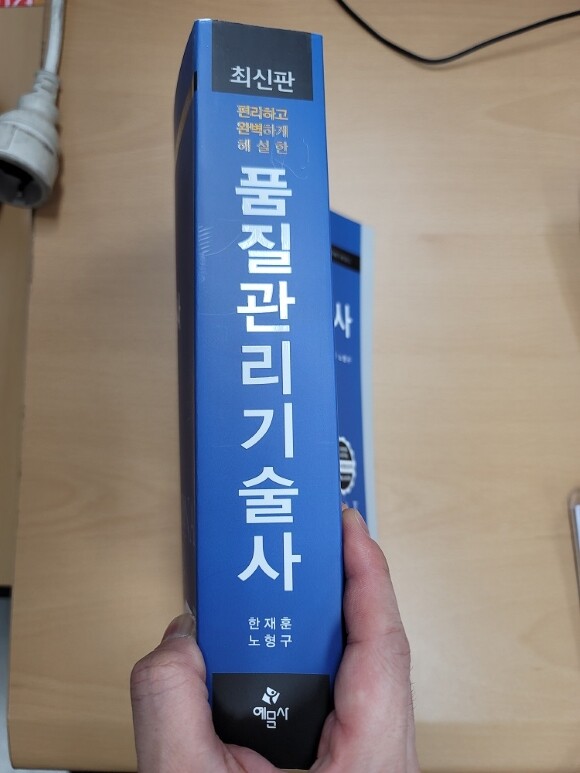 최신판
편리하고
완벽하게
해설한
품질관리기술사
한재훈
노형구
예문사
사